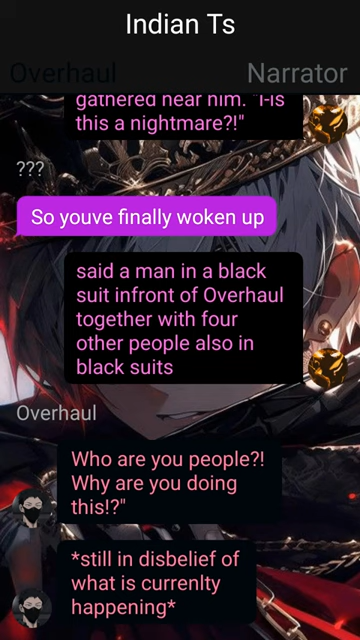 Indian Ts
Overhaul
Narrator
gathered near him. "I-is
this a nightmare?!"
???
So youve finally woken up
said a man in a black
suit infront of Overhaul
together with four
other people also in
black suits
Overhaul
Who are you people?!
Why are you doing
this!?"
*still in disbelief of
what is currenlty
happening*